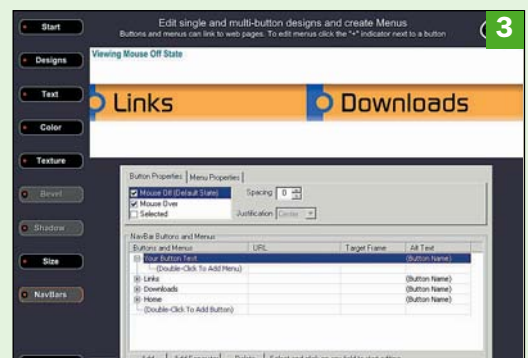 Edit single and multi-button designs and create Menus
Buttons and menus can link to web pages. To edit menus click the "+" indicator next to a button
3
Start
Designs
Text
Color
Texture
Bevel
Shadow
Size
NavBars
Viewing Mouse Off State
Links
Downloads
Button Properties
Menu Properties
Mouse Off (Default State)
Mouse Over
Selected
Spacing 0
Justification Center
NavBar Buttons and Menus
Buttons and Menus URL Target Frame Alt Text
Your Button Text (Button Name)
(Double-Click To Add Menu)
Links (Button Name)
Downloads (Button Name)
Home (Button Name)
(Double-Click To Add Button)
Add Add Separator Delete